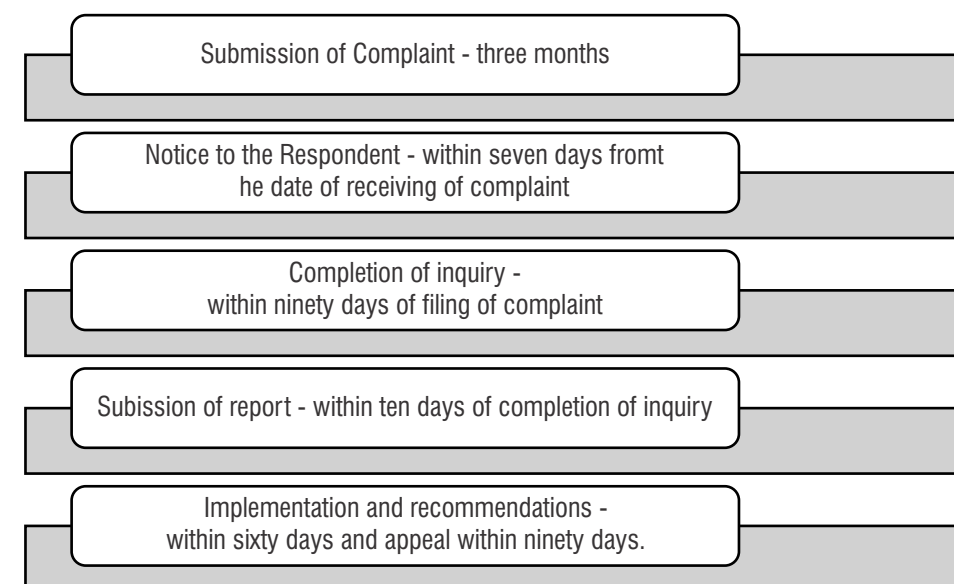 Submission of Complaint - three months
Notice to the Respondent - within seven days fromt
he date of receiving of complaint
Completion of inquiry -
within ninety days of filing of complaint
Subission of report - within ten days of completion of inquiry
Implementation and recommendations -
within sixty days and appeal within ninety days.